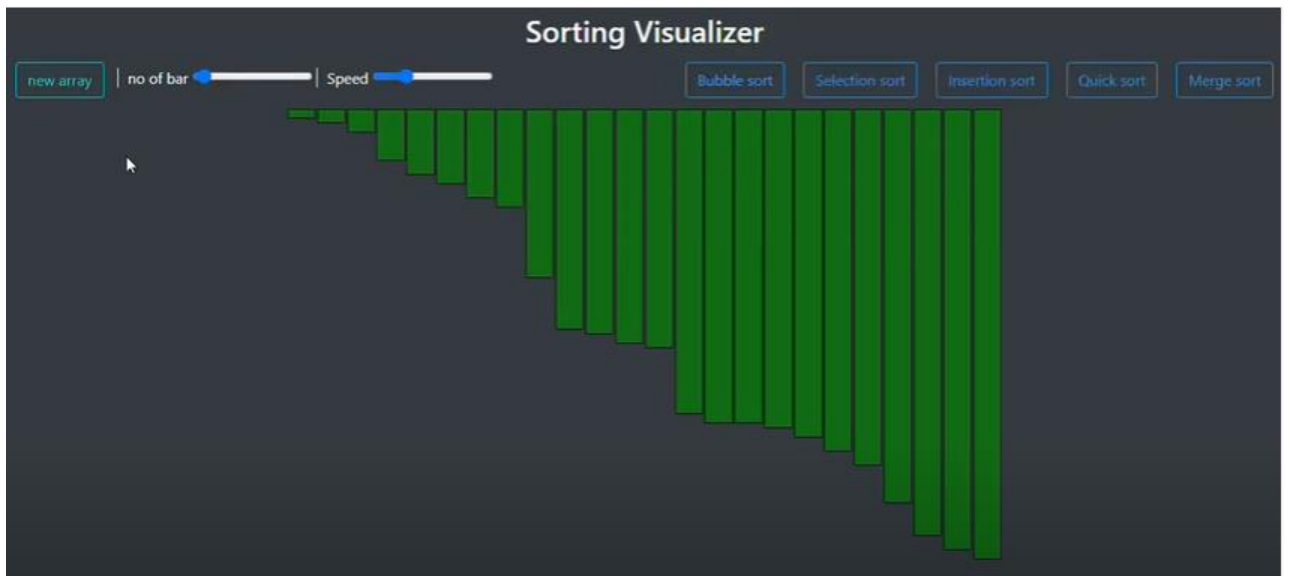 Sorting Visualizer
new array | no of bar | Speed Bubble sort Selection sort Insertion sort Quick sort Merge sort